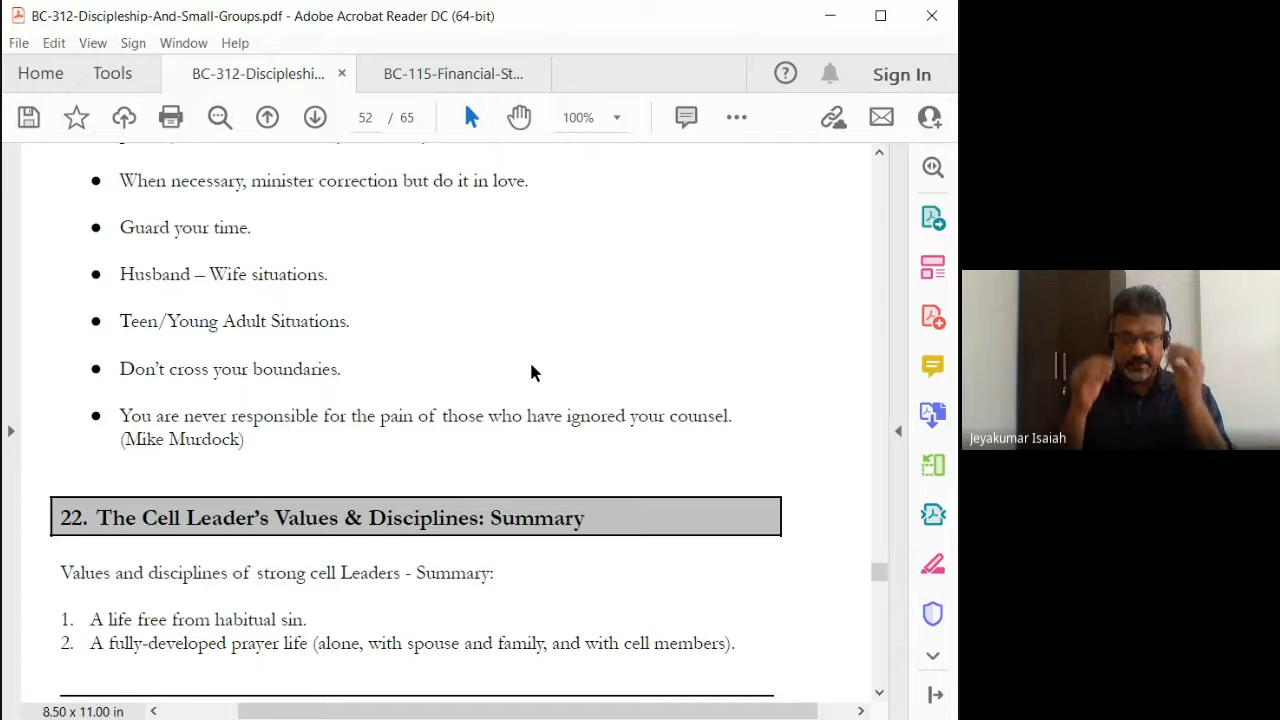 BC-312-Discipleship-And-Small-Groups.pdf - Adobe Acrobat Reader DC (64-bit)
File Edit View Sign Window Help
Home Tools BC-312-Discipleshi... × BC-115-Financial-St... Sign In
52 / 65 100%
● When necessary, minister correction but do it in love.
● Guard your time.
● Husband – Wife situations.
● Teen/Young Adult Situations.
● Don't cross your boundaries.
● You are never responsible for the pain of those who have ignored your counsel.
(Mike Murdock)
Jeyakumar Isaiah
22. The Cell Leader's Values & Disciplines: Summary
Values and disciplines of strong cell Leaders - Summary:
1. A life free from habitual sin.
2. A fully-developed prayer life (alone, with spouse and family, and with cell members).
8.50 x 11.00 in